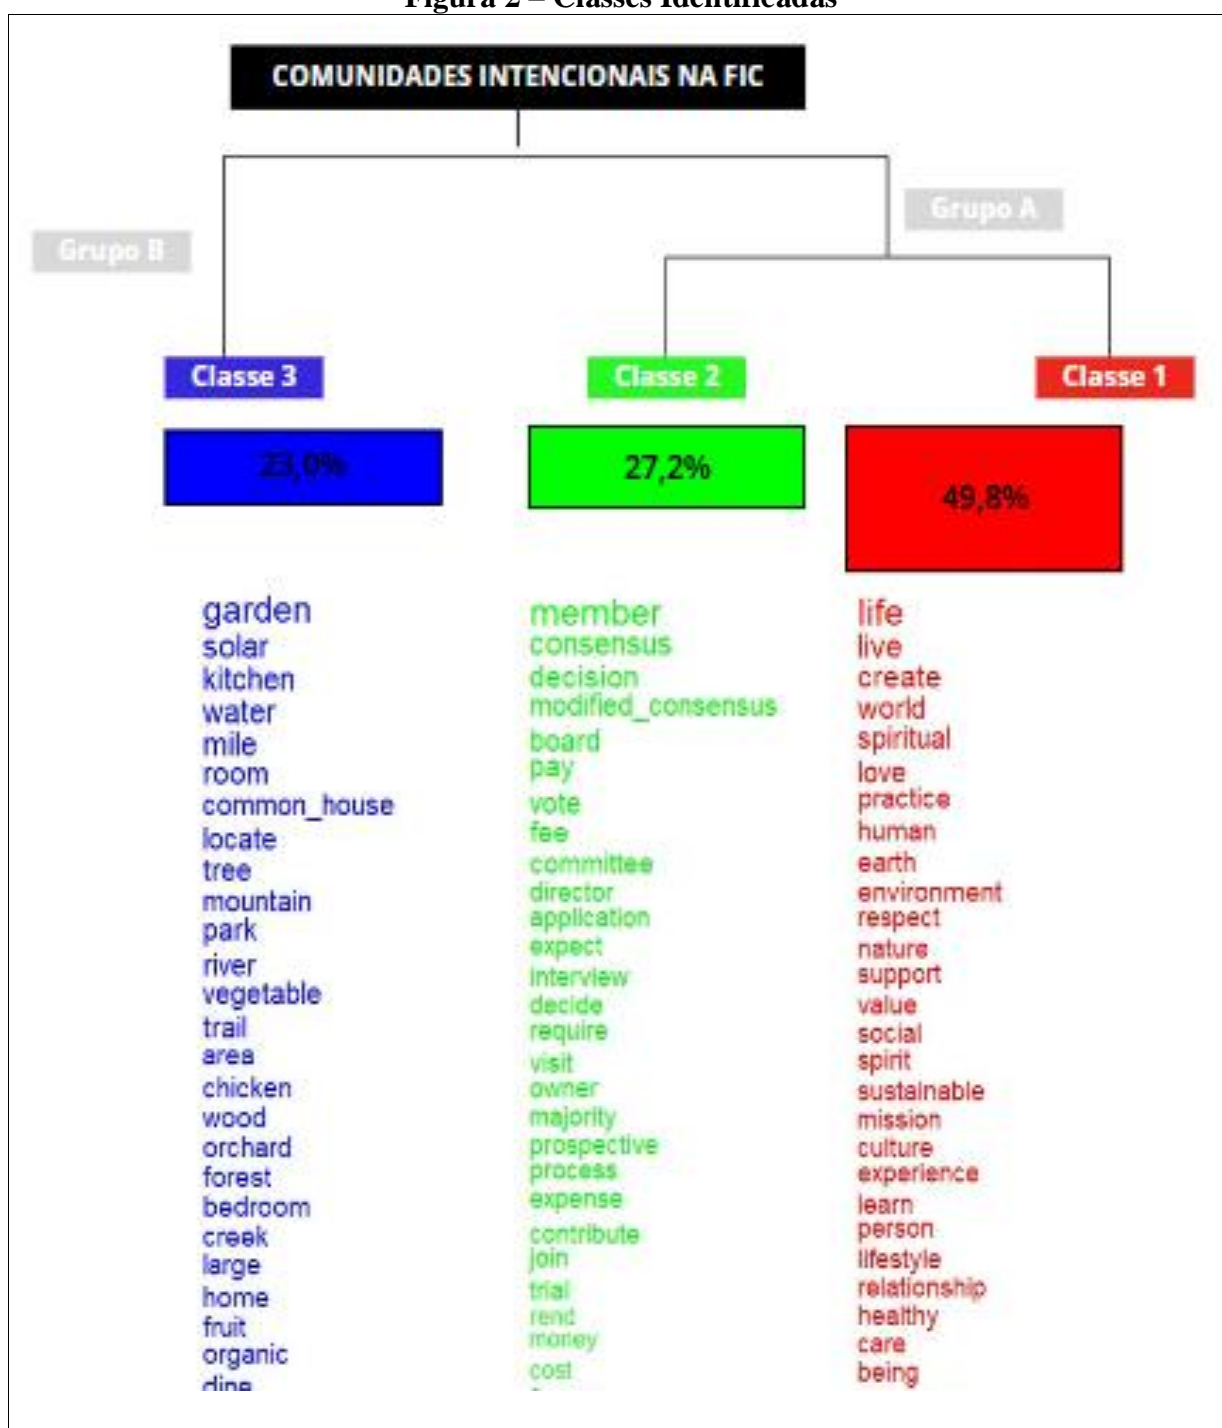 Figura 2 – Classes Identificadas
COMUNIDADES INTENCIONAIS NA FIC
Grupo A
Grupo B
Classe 3
Classe 2
Classe 1
23,0%
27,2%
49,8%
garden
solar
kitchen
water
mile
room
common_house
locate
tree
mountain
park
river
vegetable
trail
area
chicken
wood
orchard
forest
bedroom
creek
large
home
fruit
organic
dine
member
consensus
decision
modified_consensus
board
pay
vote
fee
committee
director
application
expect
interview
decide
require
visit
owner
majority
prospective
process
expense
contribute
join
trial
rend
money
cost
life
live
create
world
spiritual
love
practice
human
earth
environment
respect
nature
support
value
social
spirit
sustainable
mission
culture
experience
learn
person
lifestyle
relationship
healthy
care
being